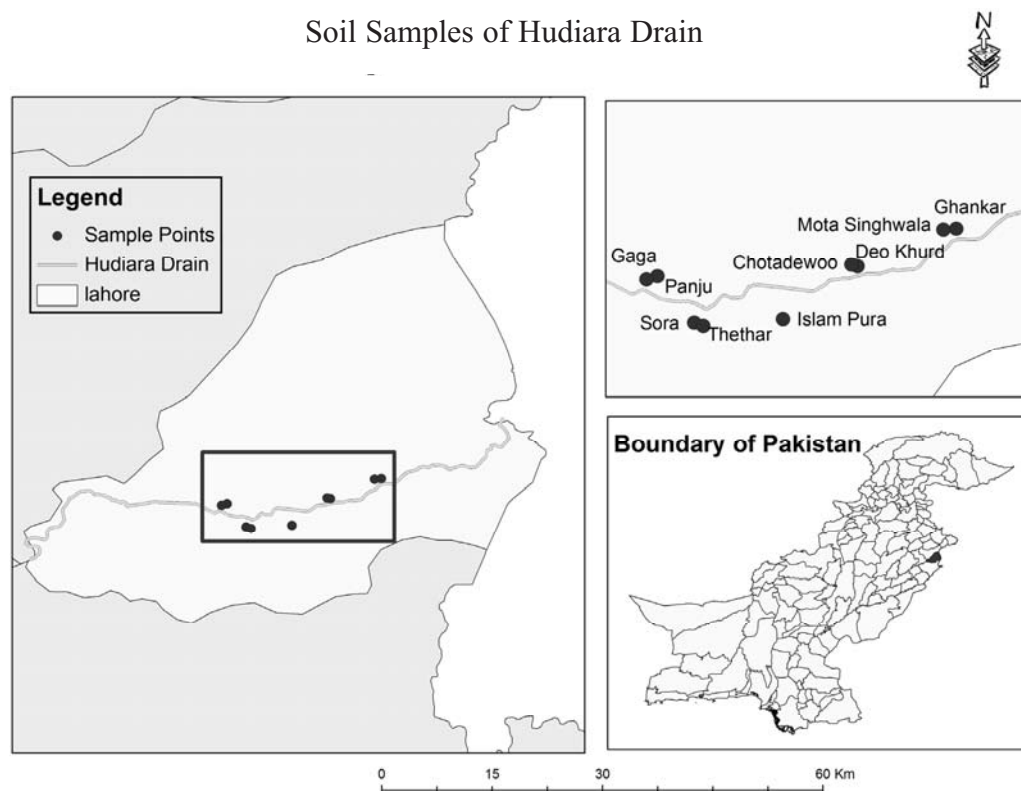 Soil Samples of Hudiara Drain
N
Legend
Sample Points
Hudiara Drain
lahore
Ghankar
Mota Singhwala
Deo Khurd
Chotadewoo
Gaga
Panju
Sora
Thethar
Islam Pura
Boundary of Pakistan
0 15 30 60 Km